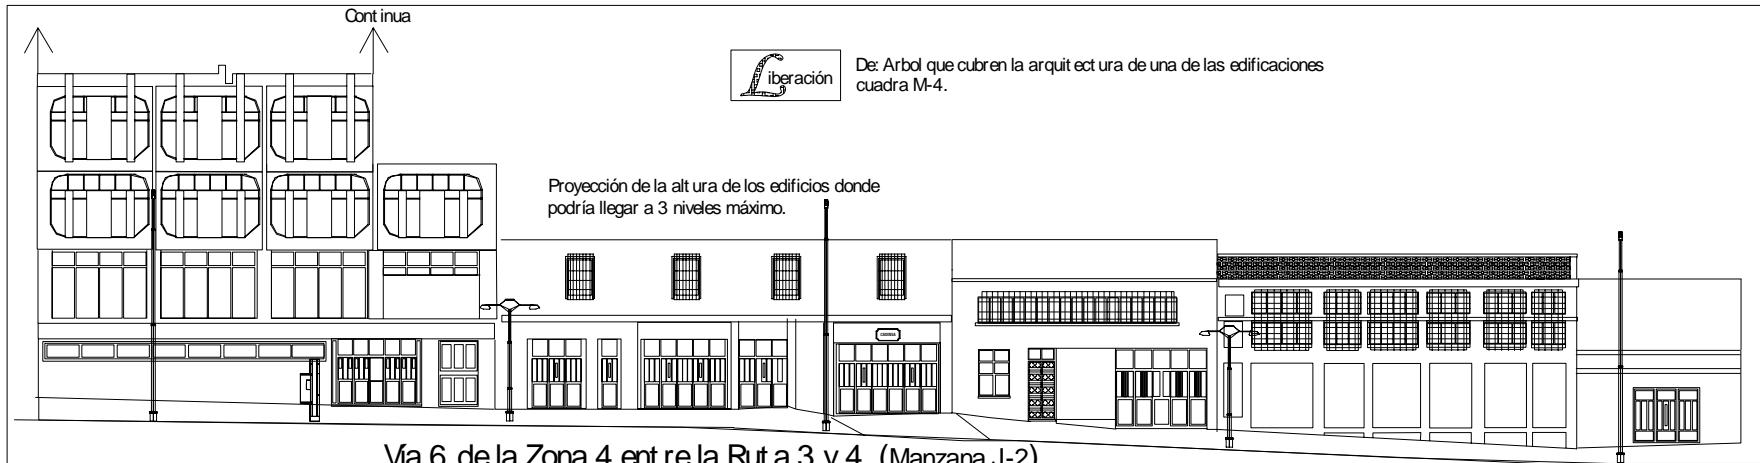 Continua
Liberación
De: Arbol que cubren la arquitectura de una de las edificaciones
cuadra M-4.
Proyección de la altura de los edificios donde
podría llegar a 3 niveles máximo.
Vía 6 de la Zona 4 entre la Ruta 3 y 4 (Manzana J-2)